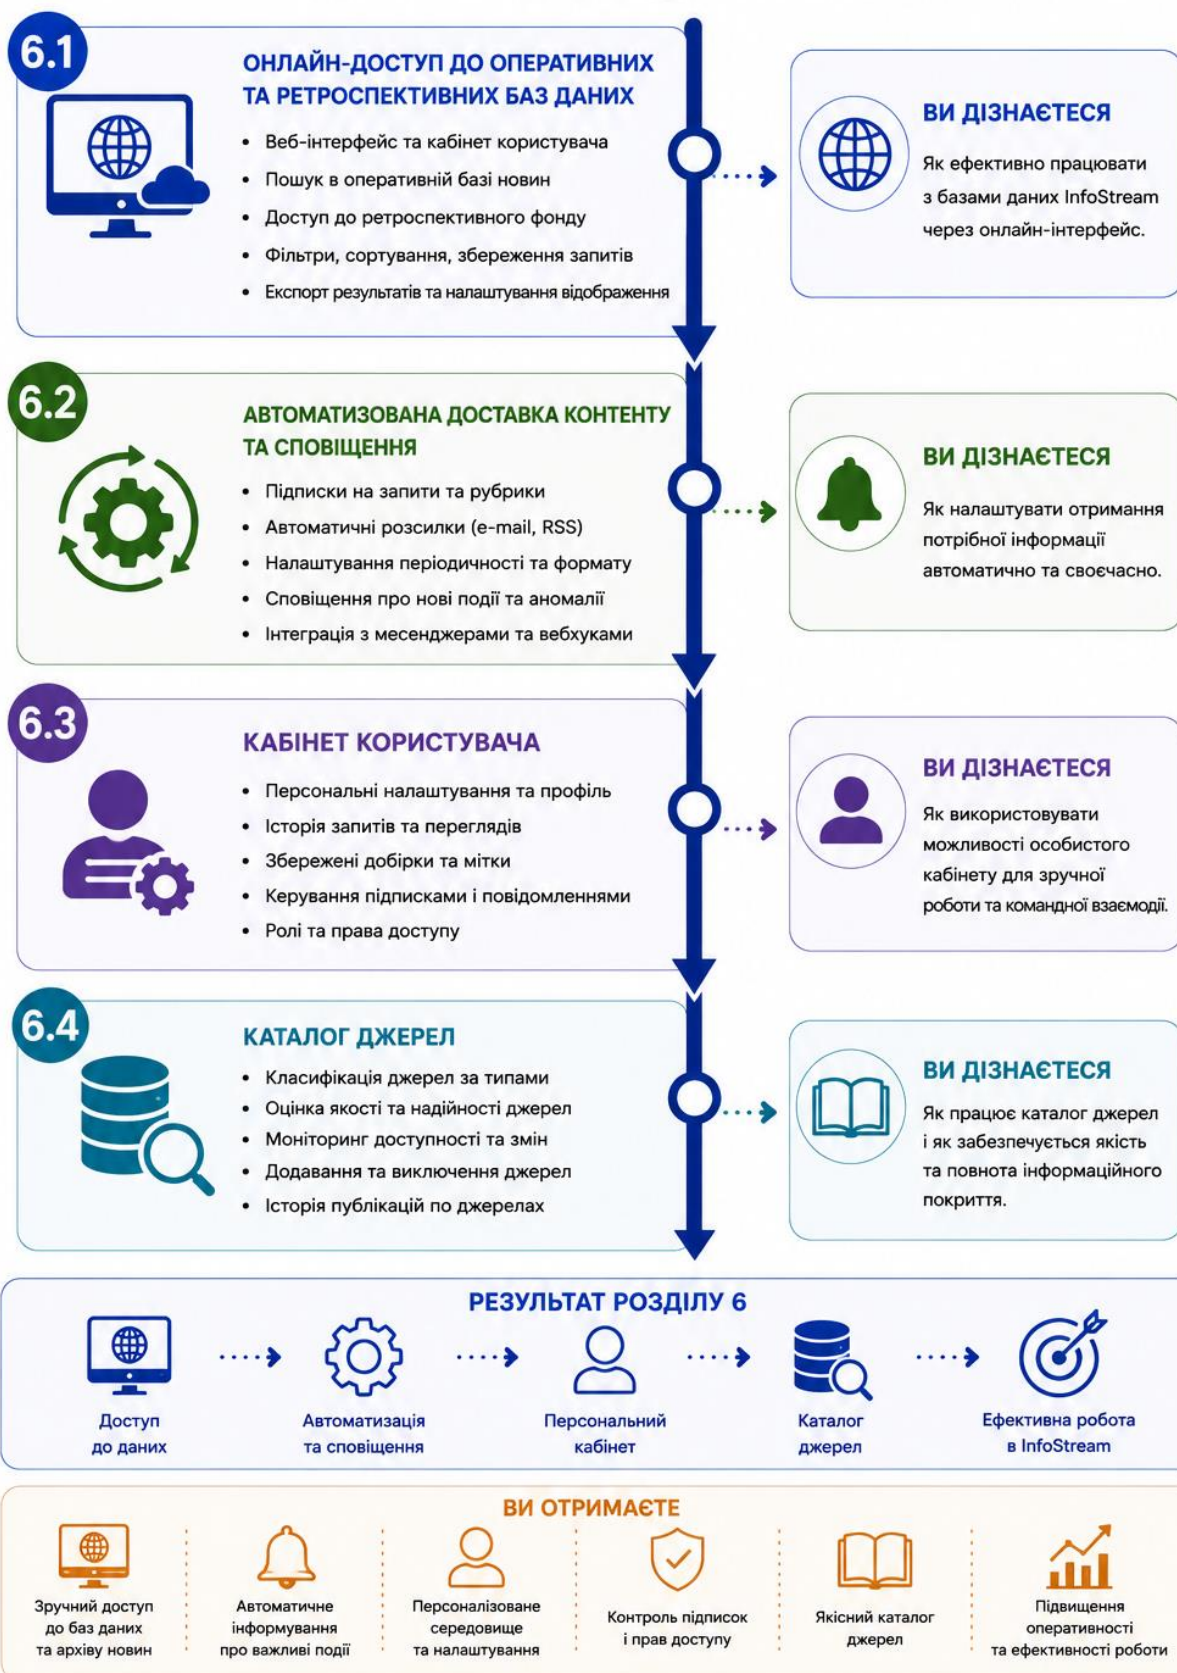 6.1
ОНЛАЙН-ДОСТУП ДО ОПЕРАТИВНИХ
ТА РЕТРОСПЕКТИВНИХ БАЗ ДАНИХ
• Веб-інтерфейс та кабінет користувача
• Пошук в оперативній базі новин
• Доступ до ретроспективного фонду
• Фільтри, сортування, збереження запитів
• Експорт результатів та налаштування відображення
ВИ ДІЗНАЄТЕСЯ
Як ефективно працювати
з базами даних InfoStream
через онлайн-інтерфейс.
6.2
АВТОМАТИЗОВАНА ДОСТАВКА КОНТЕНТУ
ТА СПОВІЩЕННЯ
• Підписки на запити та рубрики
• Автоматичні розсилки (e-mail, RSS)
• Налаштування періодичності та формату
• Сповіщення про нові події та аномалії
• Інтеграція з месенджерами та вебхуками
ВИ ДІЗНАЄТЕСЯ
Як налаштувати отримання
потрібної інформації
автоматично та своєчасно.
6.3
КАБІНЕТ КОРИСТУВАЧА
• Персональні налаштування та профіль
• Історія запитів та переглядів
• Збережені добірки та мітки
• Керування підписками і повідомленнями
• Ролі та права доступу
ВИ ДІЗНАЄТЕСЯ
Як використовувати
можливості особистого
кабінету для зручної
роботи та командної взаємодії.
6.4
КАТАЛОГ ДЖЕРЕЛ
• Класифікація джерел за типами
• Оцінка якості та надійності джерел
• Моніторинг доступності та змін
• Додавання та виключення джерел
• Історія публікацій по джерелах
ВИ ДІЗНАЄТЕСЯ
Як працює каталог джерел
і як забезпечується якість
та повнота інформаційного
покриття.
РЕЗУЛЬТАТ РОЗДІЛУ 6
Доступ
до даних
Автоматизація
та сповіщення
Персональний
кабінет
Каталог
джерел
Ефективна робота
в InfoStream
ВИ ОТРИМАЄТЕ
Зручний доступ
до баз даних
та архіву новин
Автоматичне
інформування
про важливі події
Персоналізоване
середовище
та налаштування
Контроль підписок
і прав доступу
Якісний каталог
джерел
Підвищення
оперативності
та ефективності роботи